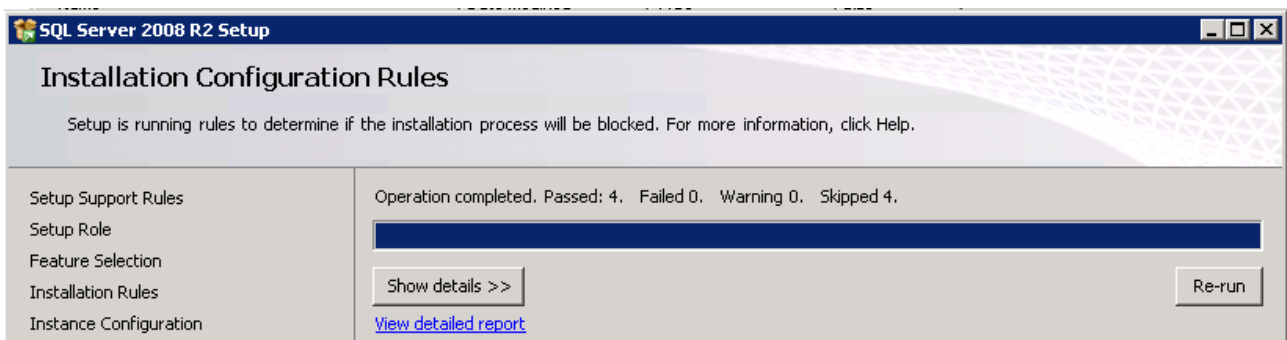 SQL Server 2008 R2 Setup
Installation Configuration Rules
Setup is running rules to determine if the installation process will be blocked. For more information, click Help.
Setup Support Rules
Setup Role
Feature Selection
Installation Rules
Instance Configuration
Operation completed. Passed: 4. Failed 0. Warning 0. Skipped 4.
Show details >>
Re-run
View detailed report